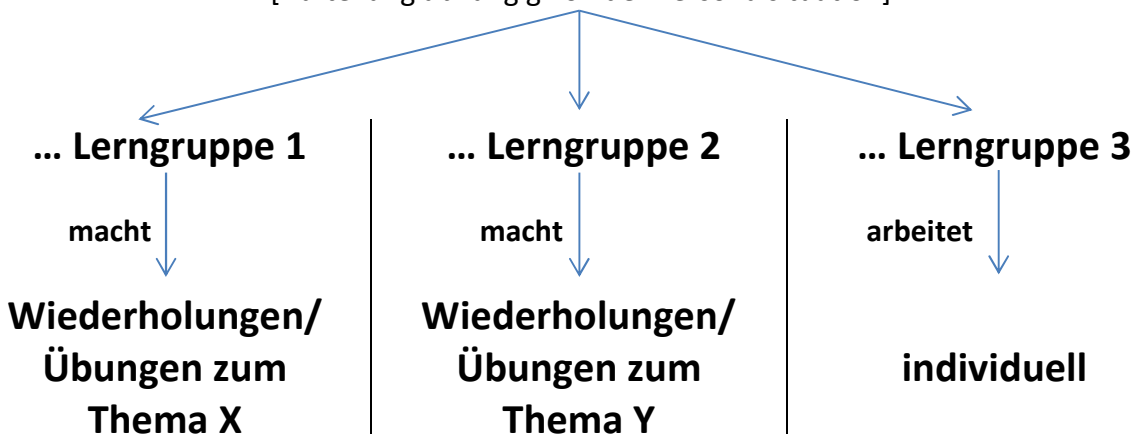 ... Lerngruppe 1
... Lerngruppe 2
... Lerngruppe 3
macht
macht
arbeitet
Wiederholungen/
Übungen zum
Thema X
Wiederholungen/
Übungen zum
Thema Y
individuell